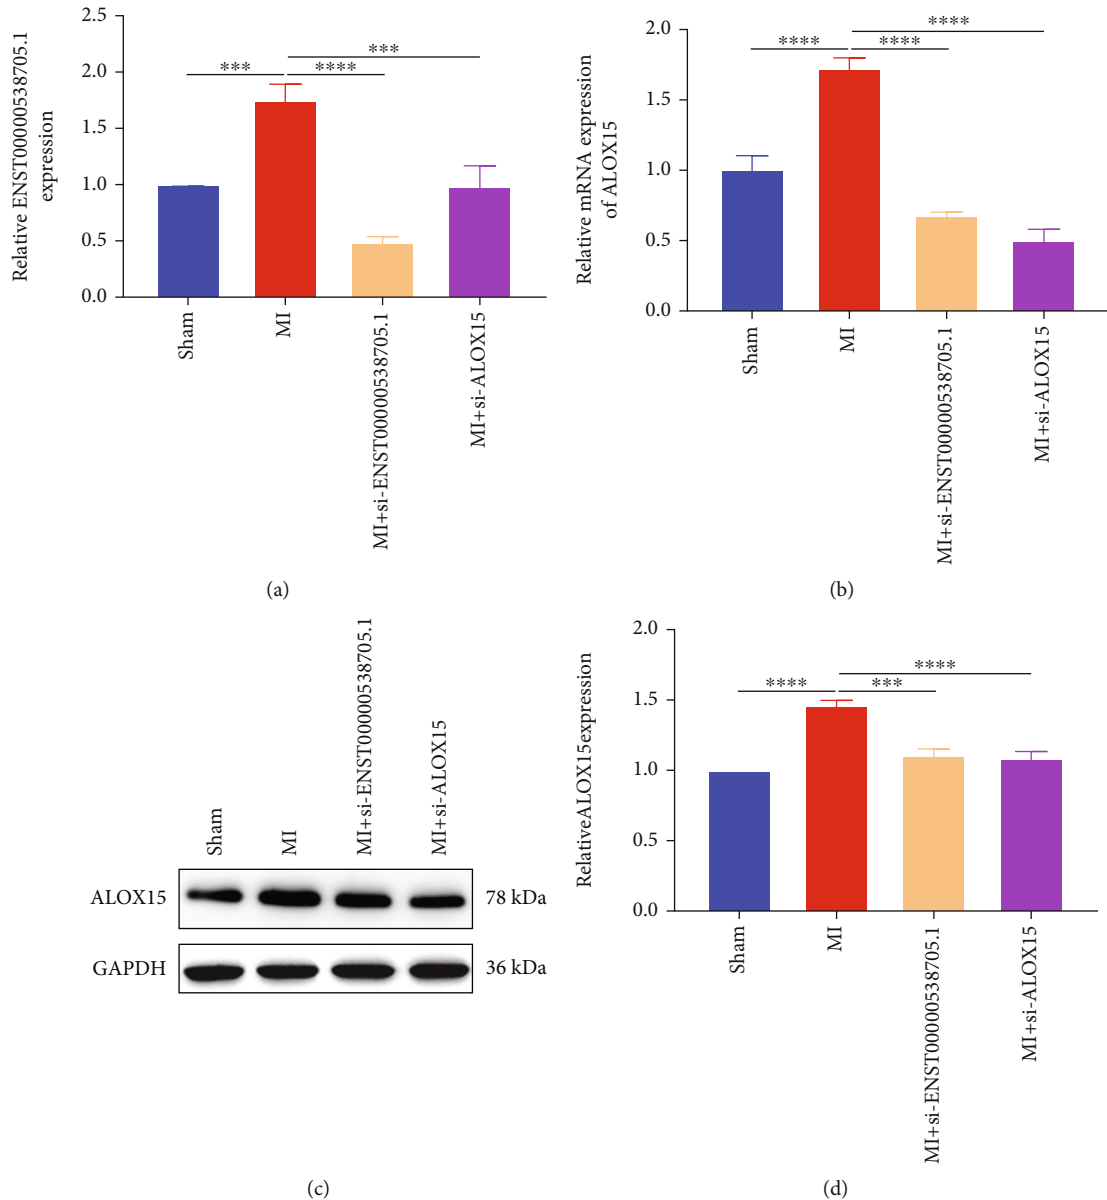 Relative ENST00000538705.1
expression
2.5
2.0
1.5
1.0
0.5
0.0
***
****
***
Sham
MI
MI+si-ENST00000538705.1
MI+si-ALOX15
(a)
Relative mRNA expression
of ALOX15
2.0
1.5
1.0
0.5
0.0
****
****
****
Sham
MI
MI+si-ENST00000538705.1
MI+si-ALOX15
(b)
Sham
MI
MI+si-ENST00000538705.1
MI+si-ALOX15
ALOX15
78 kDa
GAPDH
36 kDa
(c)
RelativeALOX15expression
2.0
1.5
1.0
0.5
0.0
****
***
****
Sham
MI
MI+si-ENST00000538705.1
MI+si-ALOX15
(d)